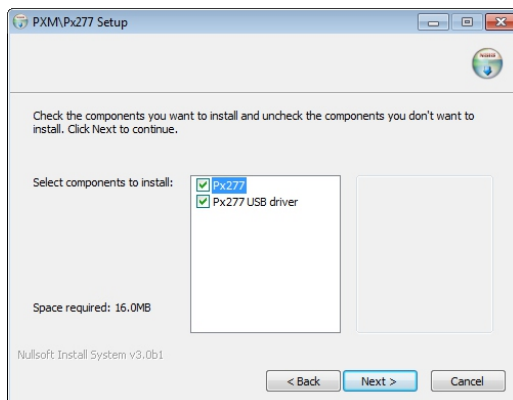 PXM\Px277 Setup
Check the components you want to install and uncheck the components you don't want to
install. Click Next to continue.
Select components to install:
Px277
Px277 USB driver
Space required: 16.0MB
Nullsoft Install System v3.0b1
< Back
Next >
Cancel